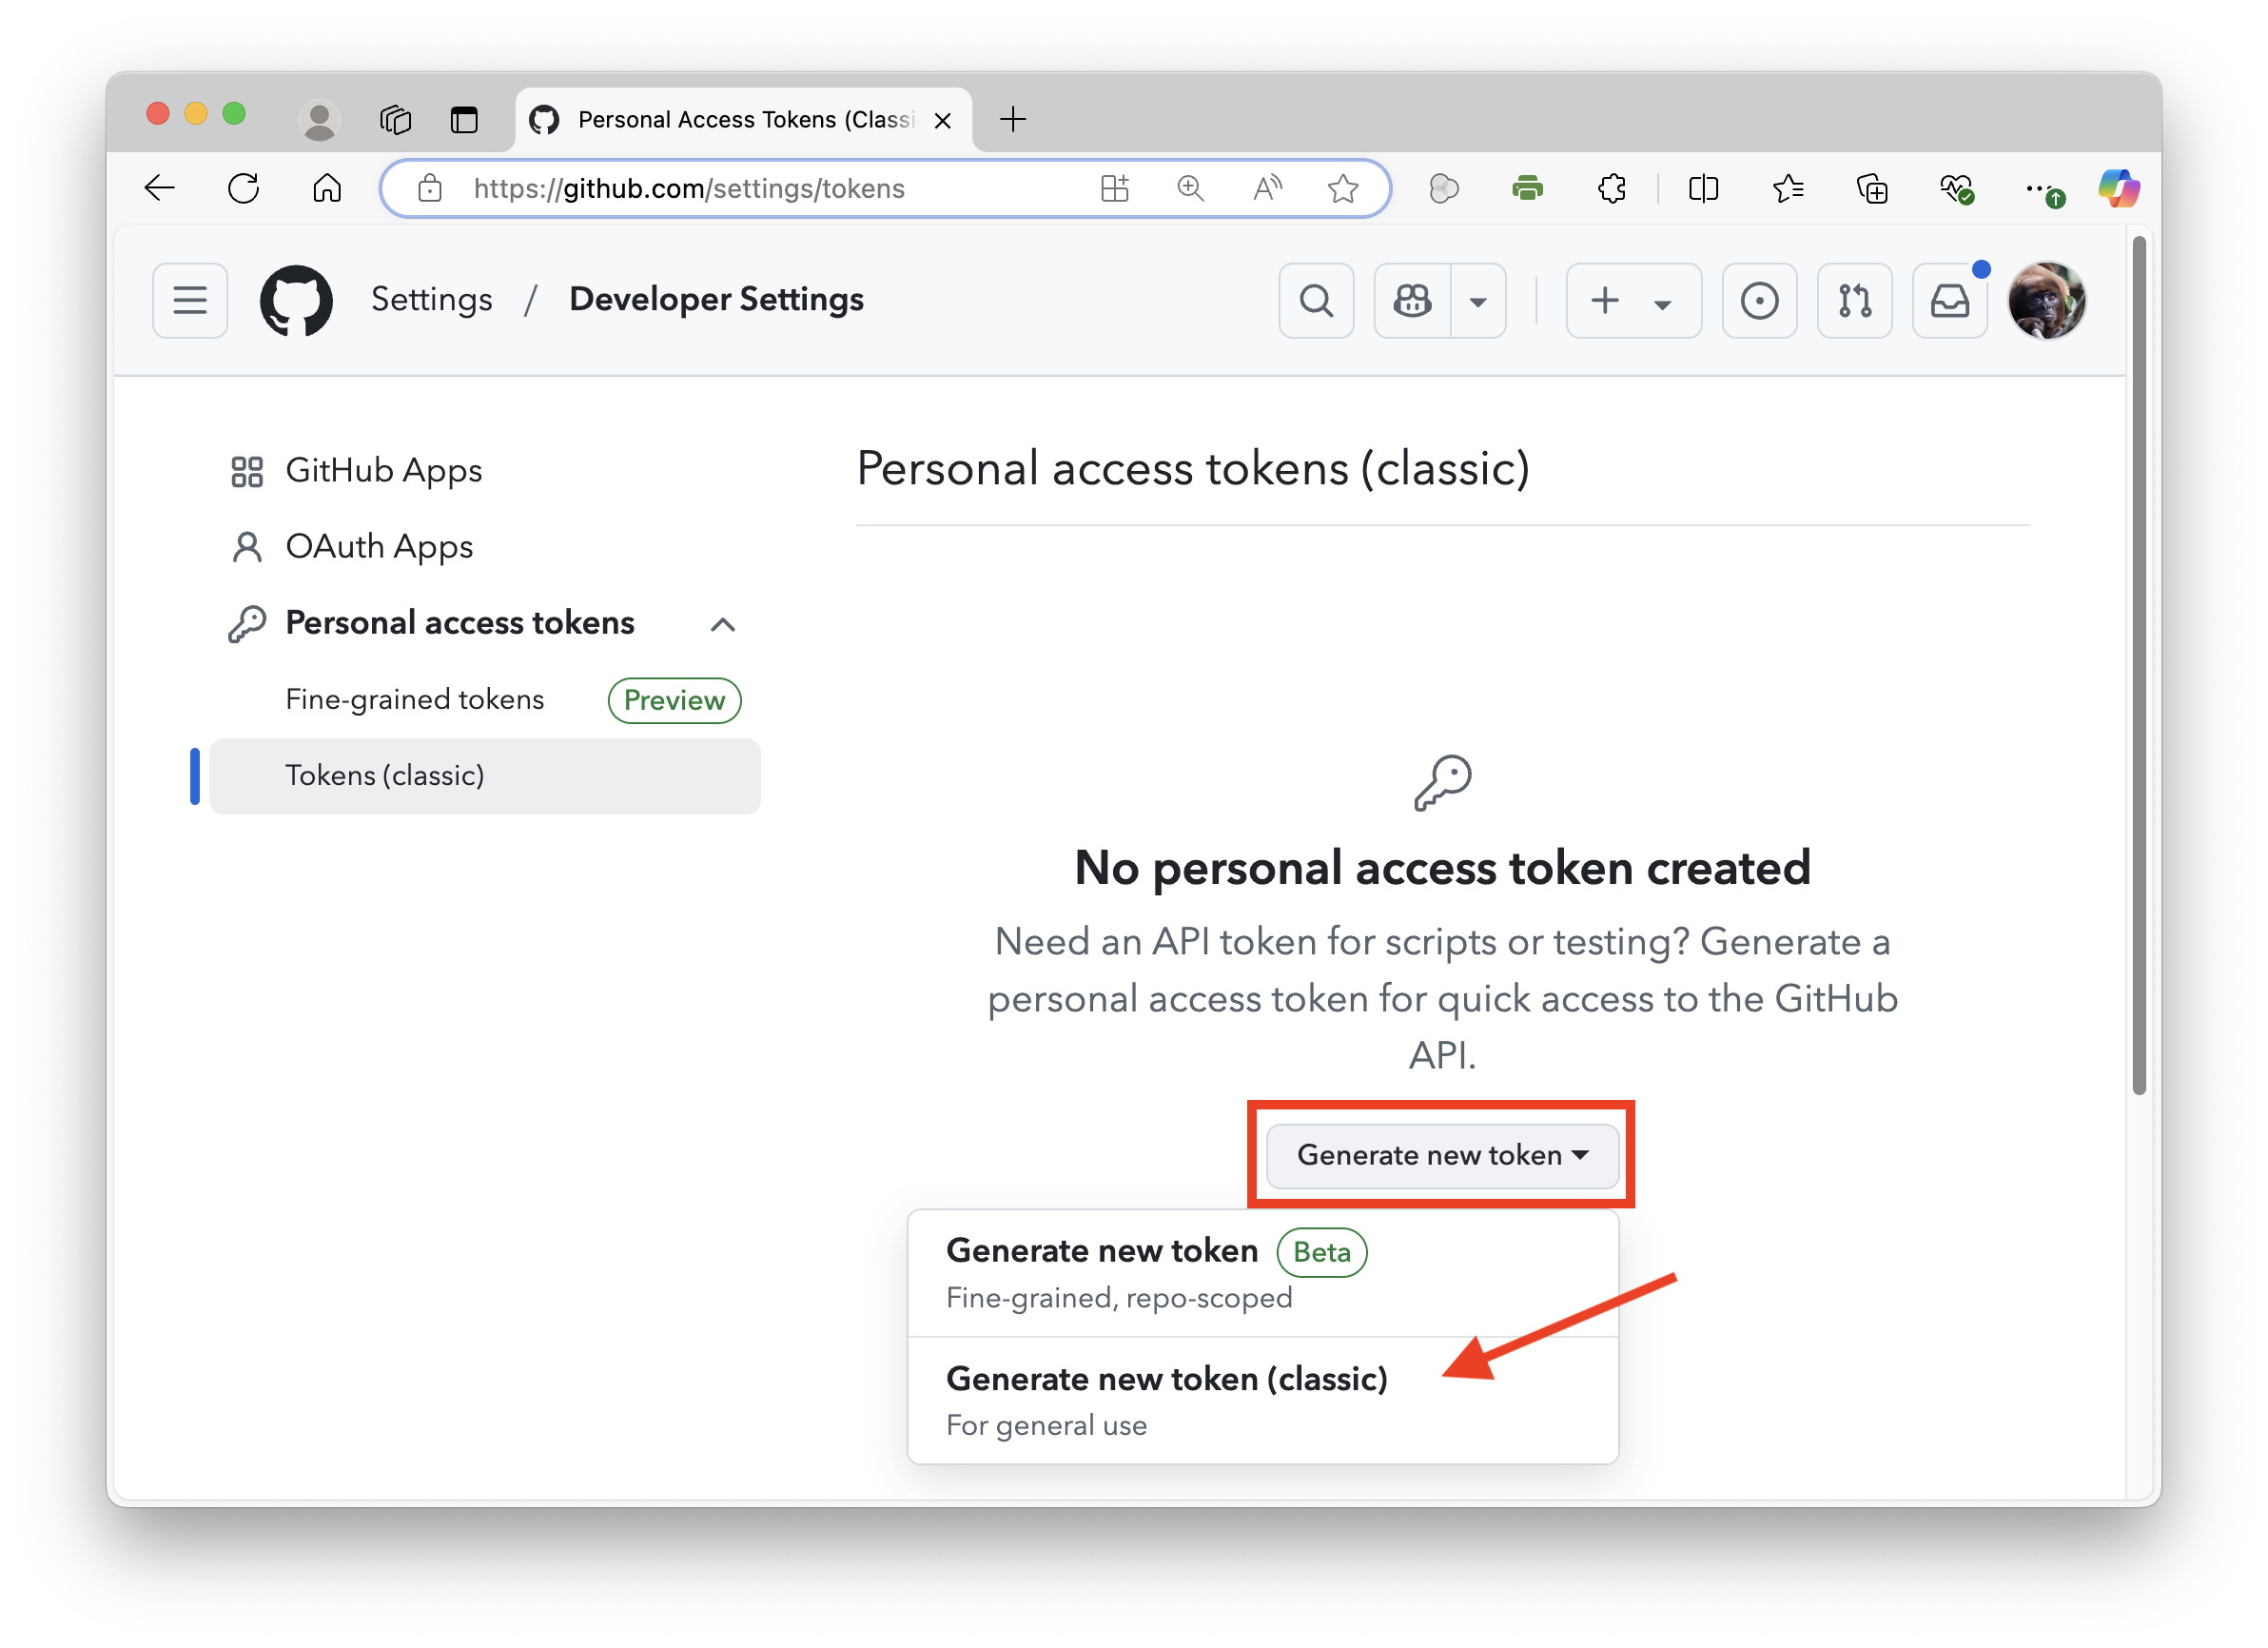 Personal Access Tokens (Classi
https://github.com/settings/tokens
Settings / Developer Settings
GitHub Apps
OAuth Apps
Personal access tokens
Fine-grained tokens Preview
Tokens (classic)
Personal access tokens (classic)
No personal access token created
Need an API token for scripts or testing? Generate a
personal access token for quick access to the GitHub
API.
Generate new token
Generate new token Beta
Fine-grained, repo-scoped
Generate new token (classic)
For general use